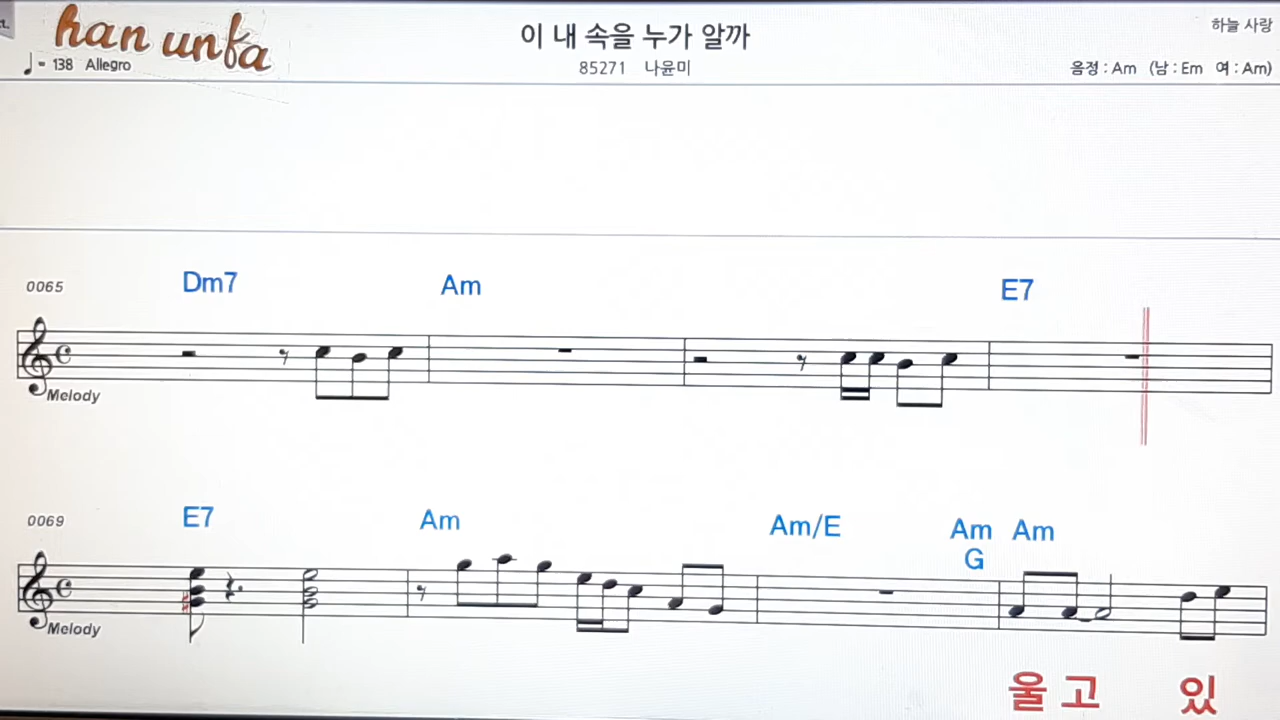 han unfa
하늘 사랑
이 내 속을 누가 알까
♩= 138 Allegro
85271 나윤미
음정 : Am (남 : Em 여 : Am)
0065
Dm7 Am E7
Melody
0069
E7 Am Am/E Am Am
G
Melody
울 고 있